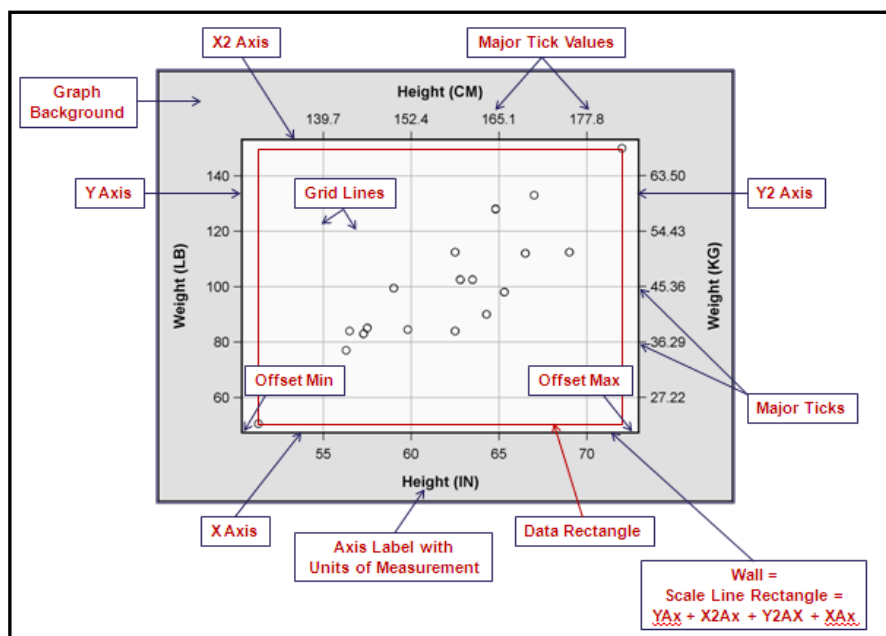 X2 Axis
Major Tick Values
Graph
Background
Height (CM)
139.7 152.4 165.1 177.8
Y Axis
Grid Lines
Y2 Axis
140
120
100
80
60
Weight (LB)
63.50
54.43
45.36
36.29
27.22
Weight (KG)
Offset Min
Offset Max
Major Ticks
55 60 65 70
Height (IN)
X Axis
Axis Label with
Units of Measurement
Data Rectangle
Wall =
Scale Line Rectangle =
YAx + X2Ax + Y2AX + XAx